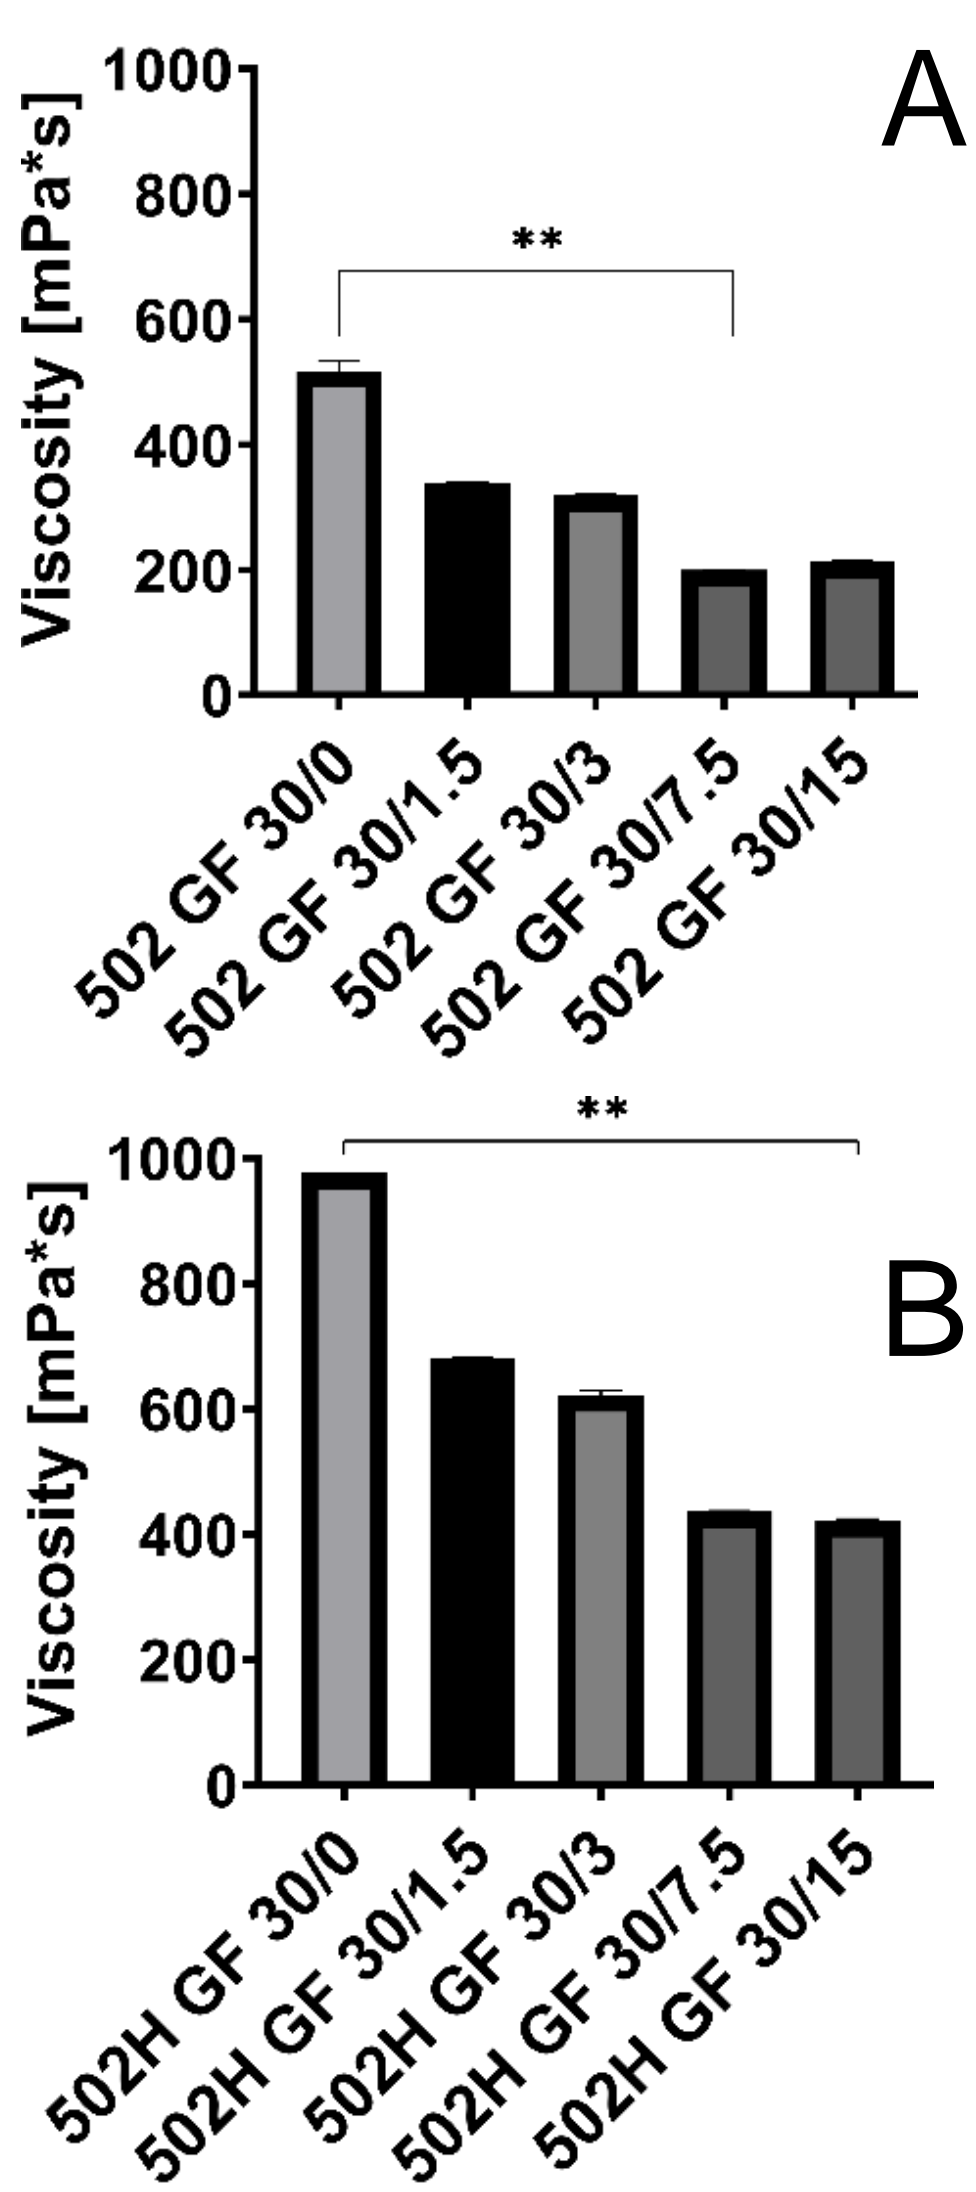 A
Viscosity [mPa*s]
1000
800
600
400
200
0
**
502 GF 30/0
502 GF 30/1.5
502 GF 30/3
502 GF 30/7.5
502 GF 30/15
B
Viscosity [mPa*s]
1000
800
600
400
200
0
**
502H GF 30/0
502H GF 30/1.5
502H GF 30/3
502H GF 30/7.5
502H GF 30/15